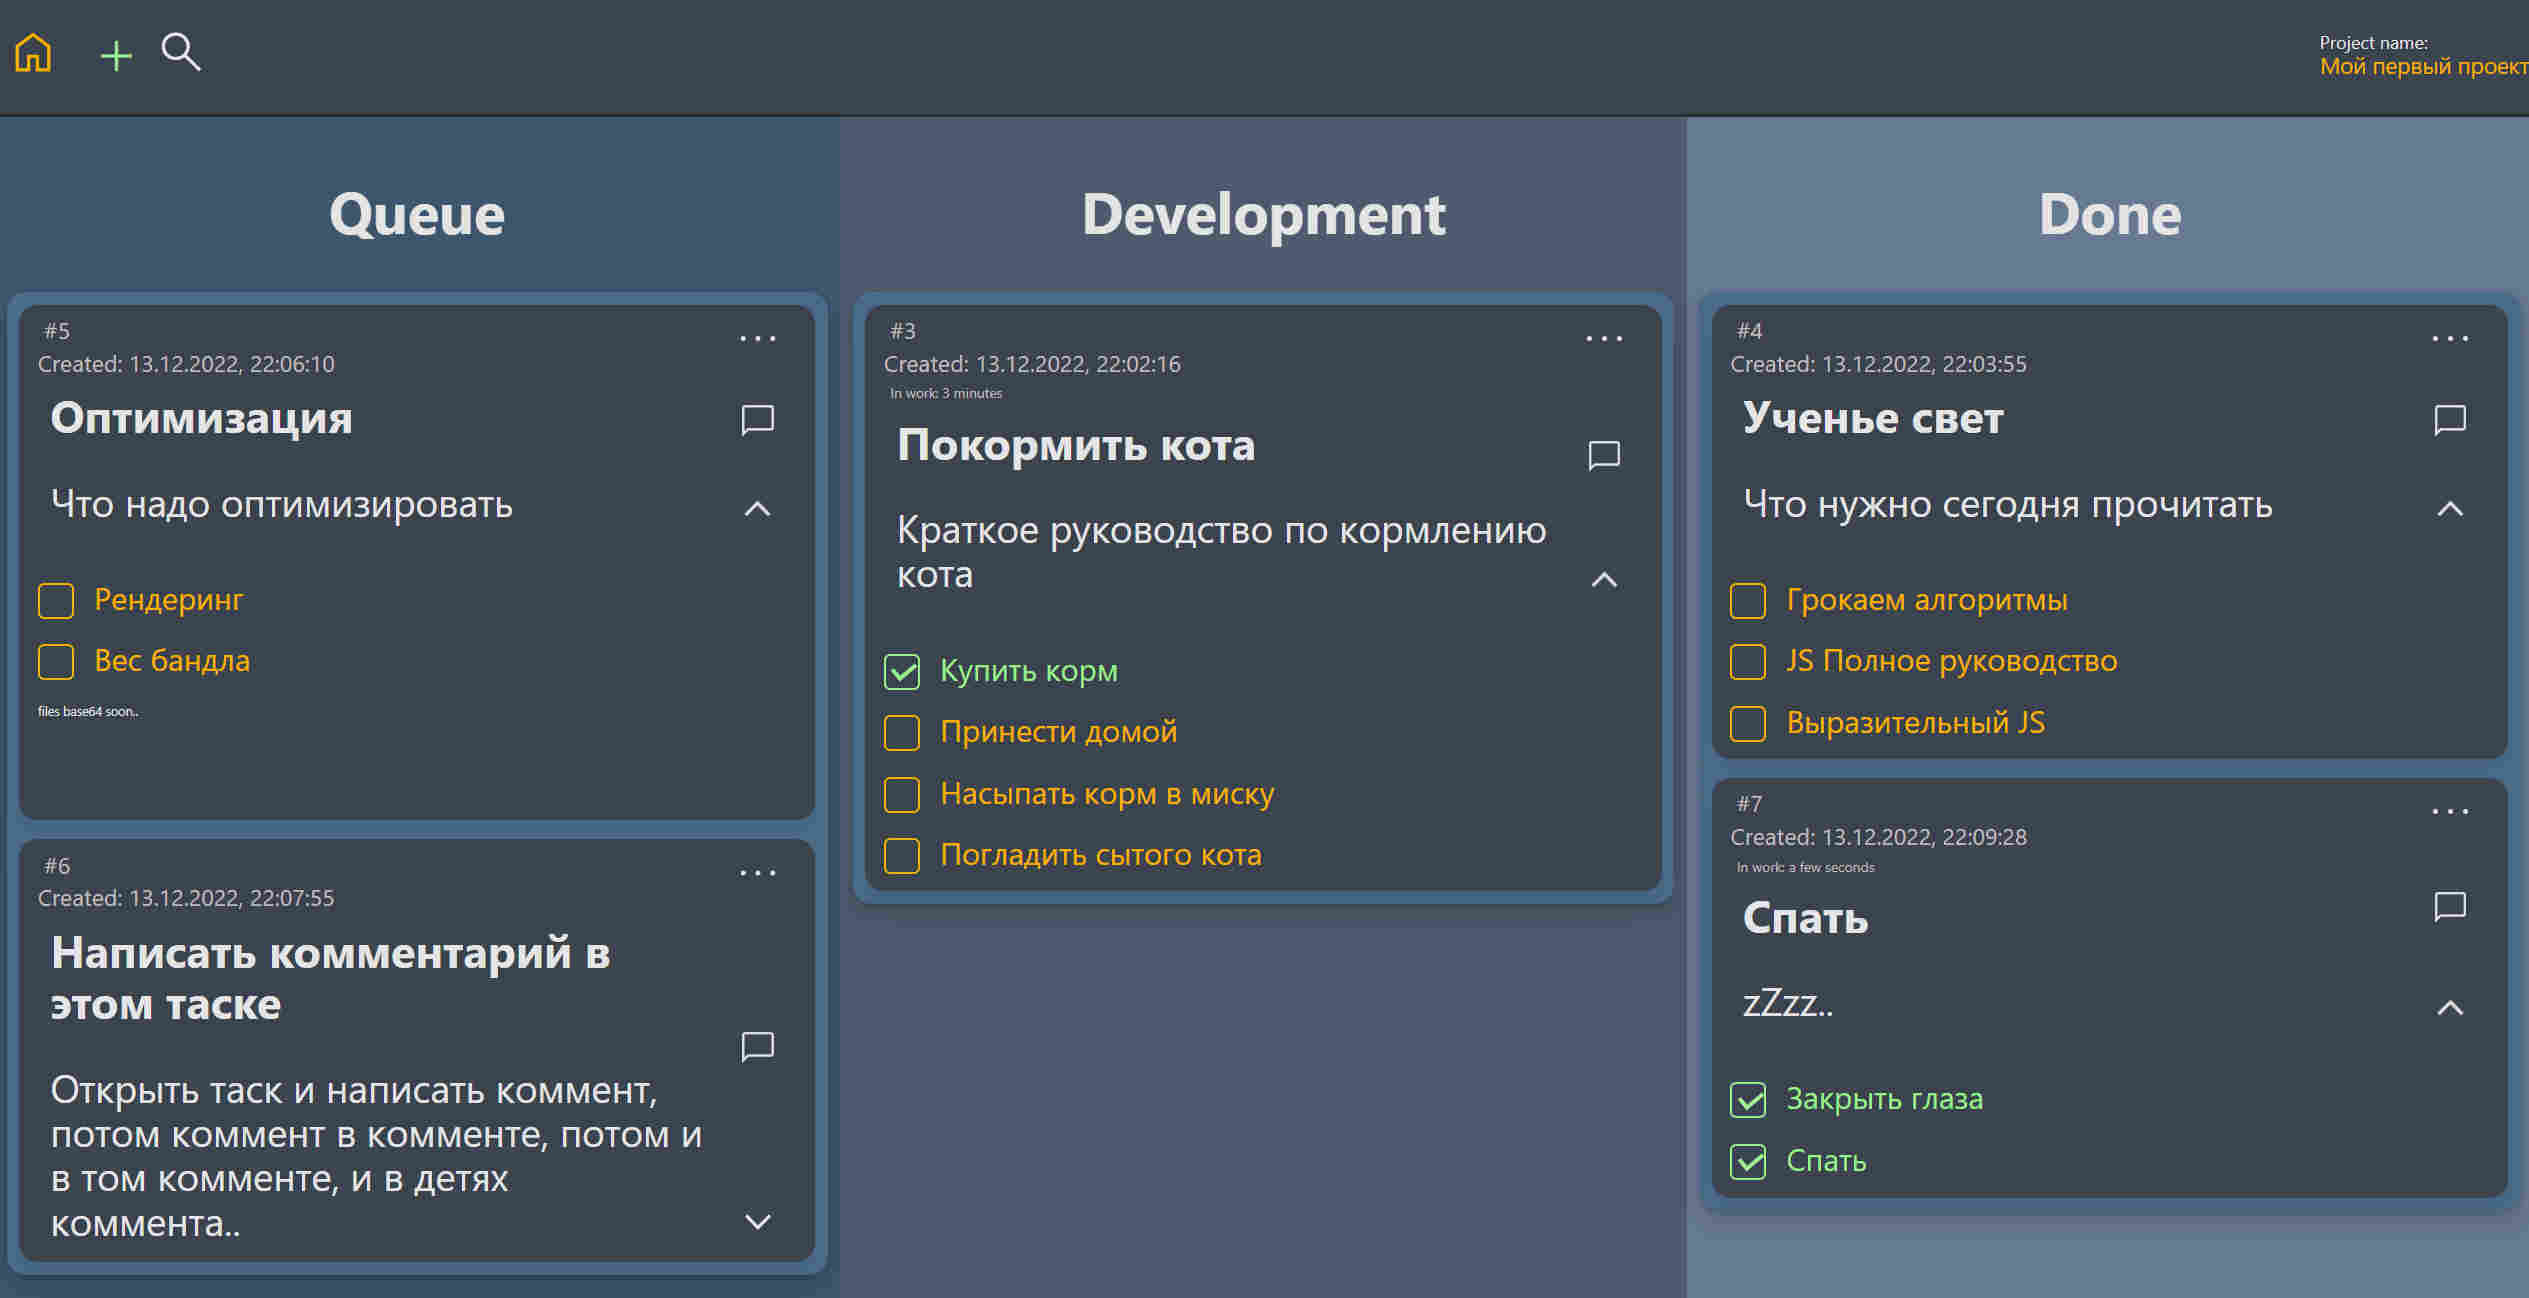 Project name:
Мой первый проект
Queue
#5
Created: 13.12.2022, 22:06:10
Оптимизация
Что надо оптимизировать
Рендеринг
Вес бандла
files base64 soon..
#6
Created: 13.12.2022, 22:07:55
Написать комментарий в
этом таске
Открыть таск и написать коммент,
потом коммент в комменте, потом и
в том комменте, и в детях
коммента..
Development
#3
Created: 13.12.2022, 22:02:16
In work: 3 minutes
Покормить кота
Краткое руководство по кормлению
кота
Купить корм
Принести домой
Насыпать корм в миску
Погладить сытого кота
Done
#4
Created: 13.12.2022, 22:03:55
Ученье свет
Что нужно сегодня прочитать
Грокаем алгоритмы
JS Полное руководство
Выразительный JS
#7
Created: 13.12.2022, 22:09:28
In work: a few seconds
Спать
zZzz..
Закрыть глаза
Спать